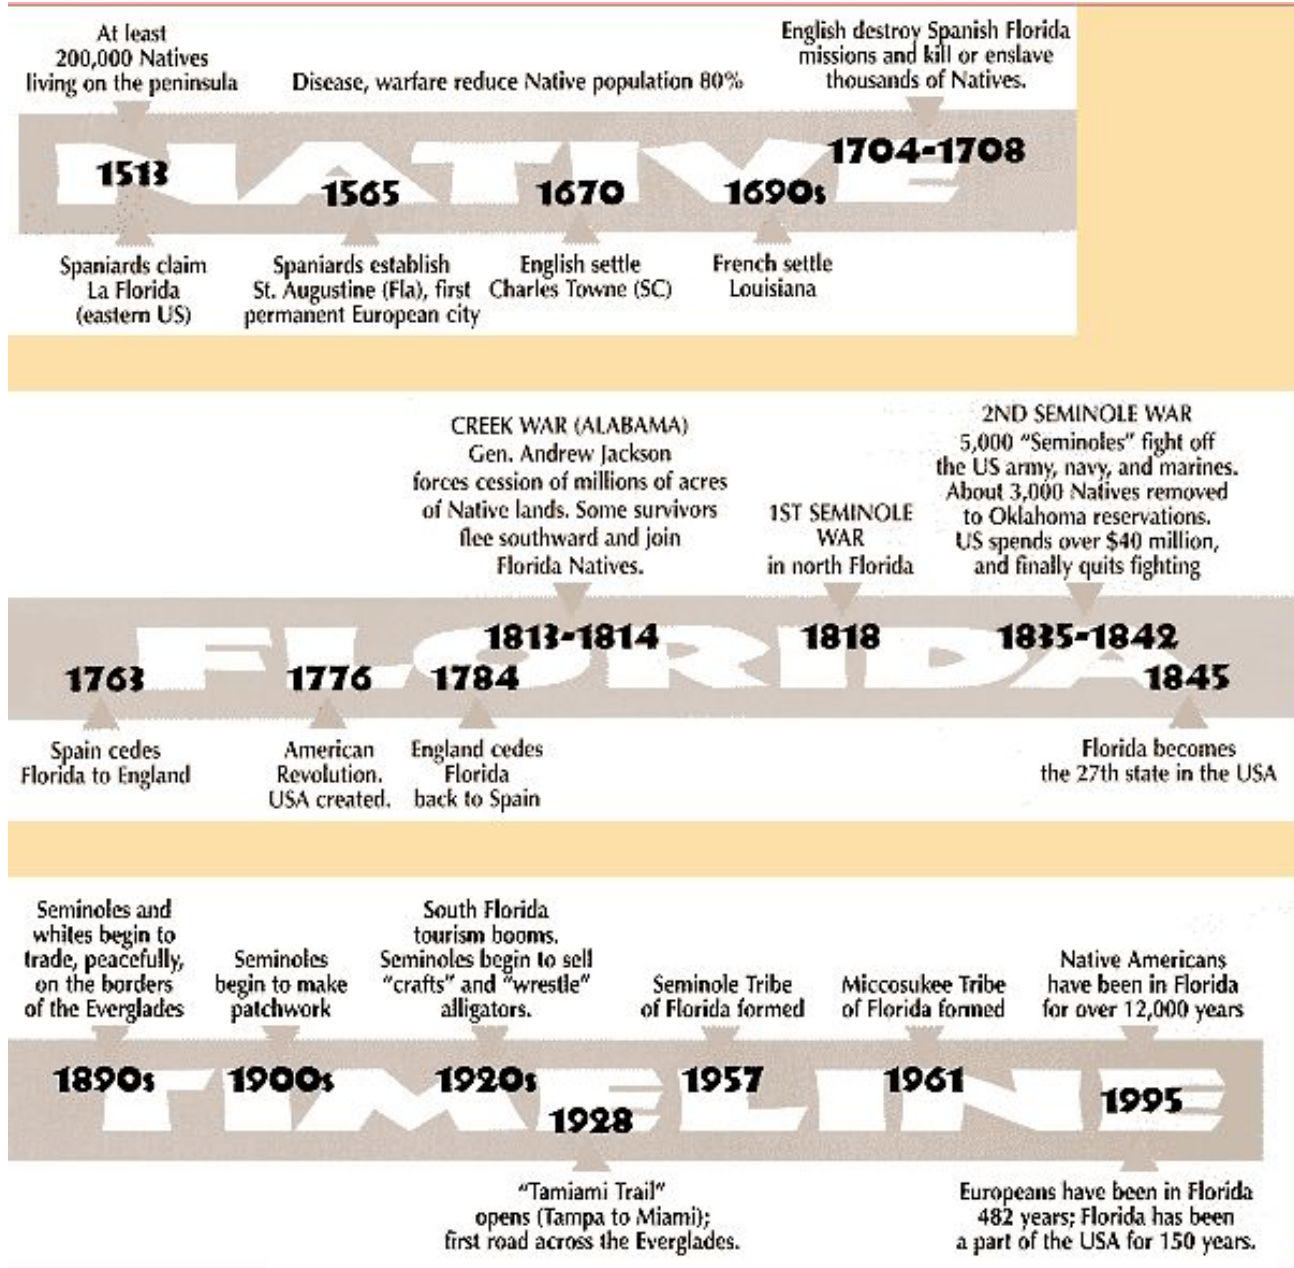 At least
200,000 Natives
living on the peninsula
Disease, warfare reduce Native population 80%
English destroy Spanish Florida
missions and kill or enslave
thousands of Natives.
NATIVE
1513
1565
1670
1690s
1704-1708
Spaniards claim
La Florida
(eastern US)
Spaniards establish
St. Augustine (Fla), first
permanent European city
English settle
Charles Towne (SC)
French settle
Louisiana
CREEK WAR (ALABAMA)
Gen. Andrew Jackson
forces cession of millions of acres
of Native lands. Some survivors
flee southward and join
Florida Natives.
1ST SEMINOLE
WAR
in north Florida
2ND SEMINOLE WAR
5,000 "Seminoles" fight off
the US army, navy, and marines.
About 3,000 Natives removed
to Oklahoma reservations.
US spends over $40 million,
and finally quits fighting
FLORIDA
1763
1776
1784
1813-1814
1818
1835-1842
1845
Spain cedes
Florida to England
American
Revolution.
USA created.
England cedes
Florida
back to Spain
Florida becomes
the 27th state in the USA
Seminoles and
whites begin to
trade, peacefully,
on the borders
of the Everglades
Seminoles
begin to make
patchwork
South Florida
tourism booms.
Seminoles begin to sell
"crafts" and "wrestle"
alligators.
Seminole Tribe
of Florida formed
Miccosukee Tribe
of Florida formed
Native Americans
have been in Florida
for over 12,000 years
TIMELINE
1890s
1900s
1920s
1928
1957
1961
1995
"Tamiami Trail"
opens (Tampa to Miami);
first road across the Everglades.
Europeans have been in Florida
482 years; Florida has been
a part of the USA for 150 years.